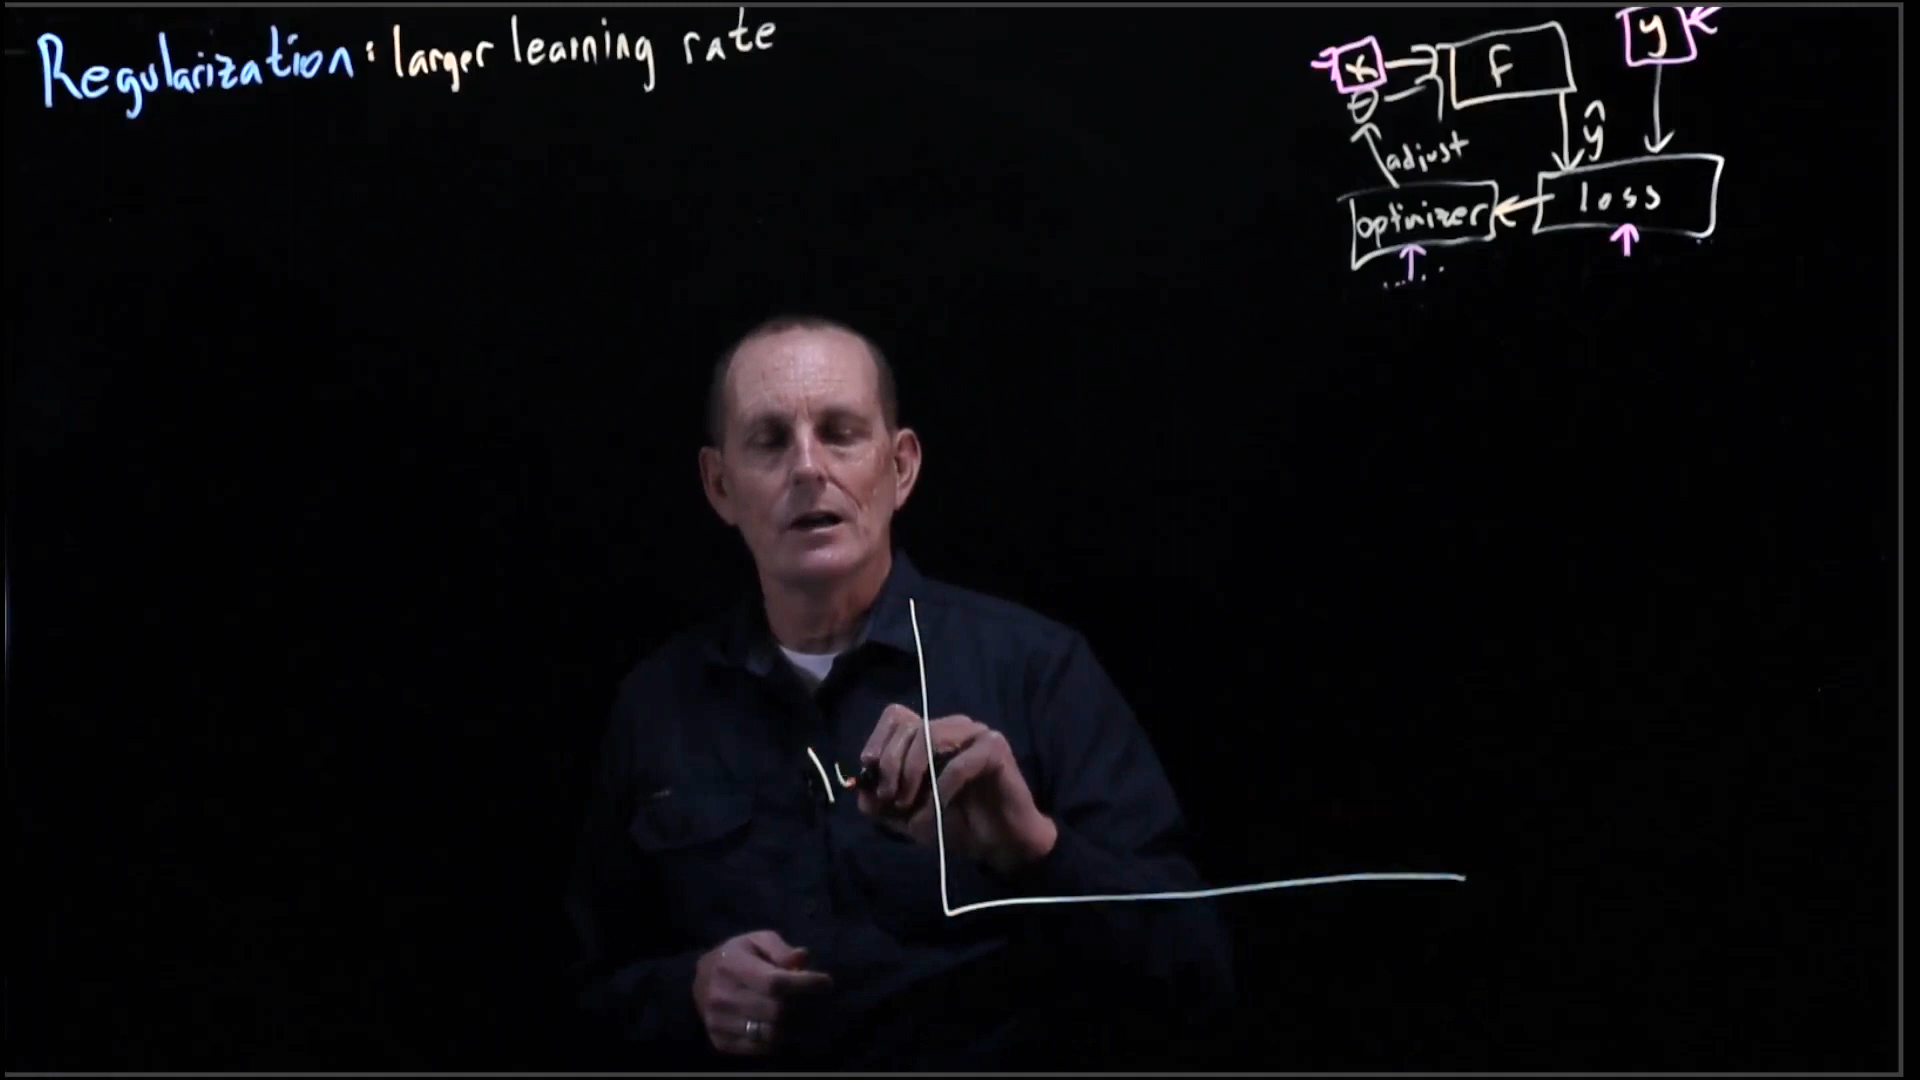 Regularization: larger learning rate
x
F
y
θ
ŷ
adjust
optimizer
loss
....